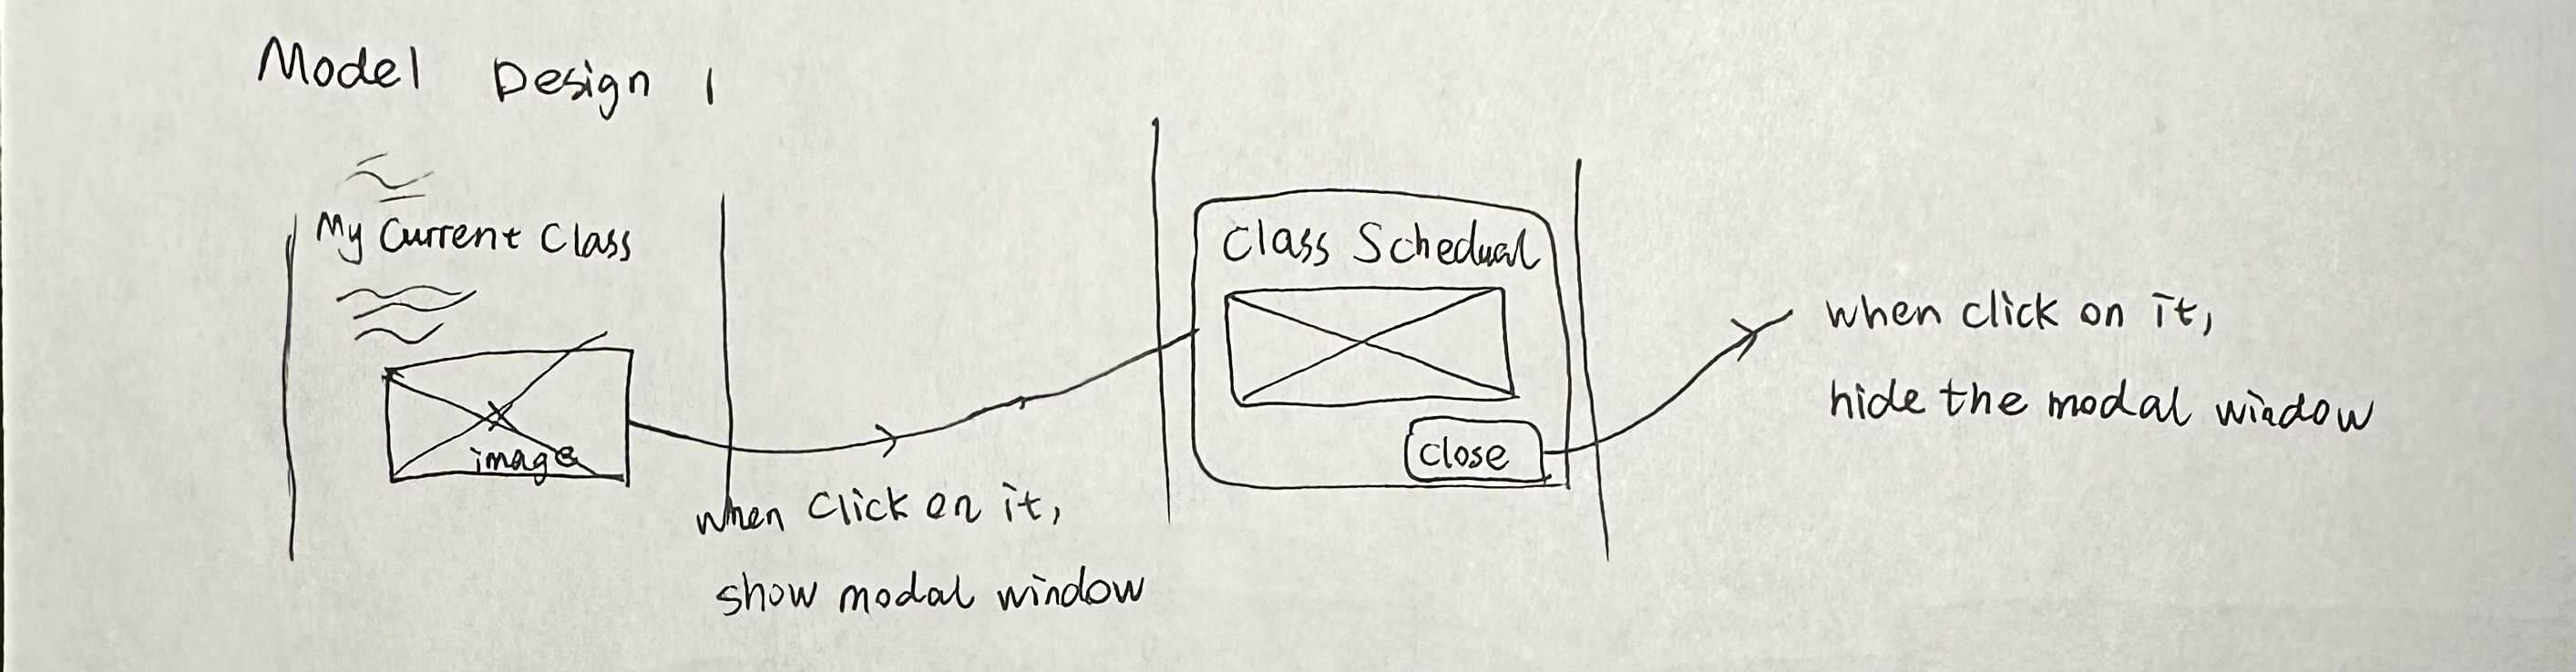 Model Design 1
My Current Class
image
when click on it,
show modal window
Class Schedual
close
when click on it,
hide the modal window